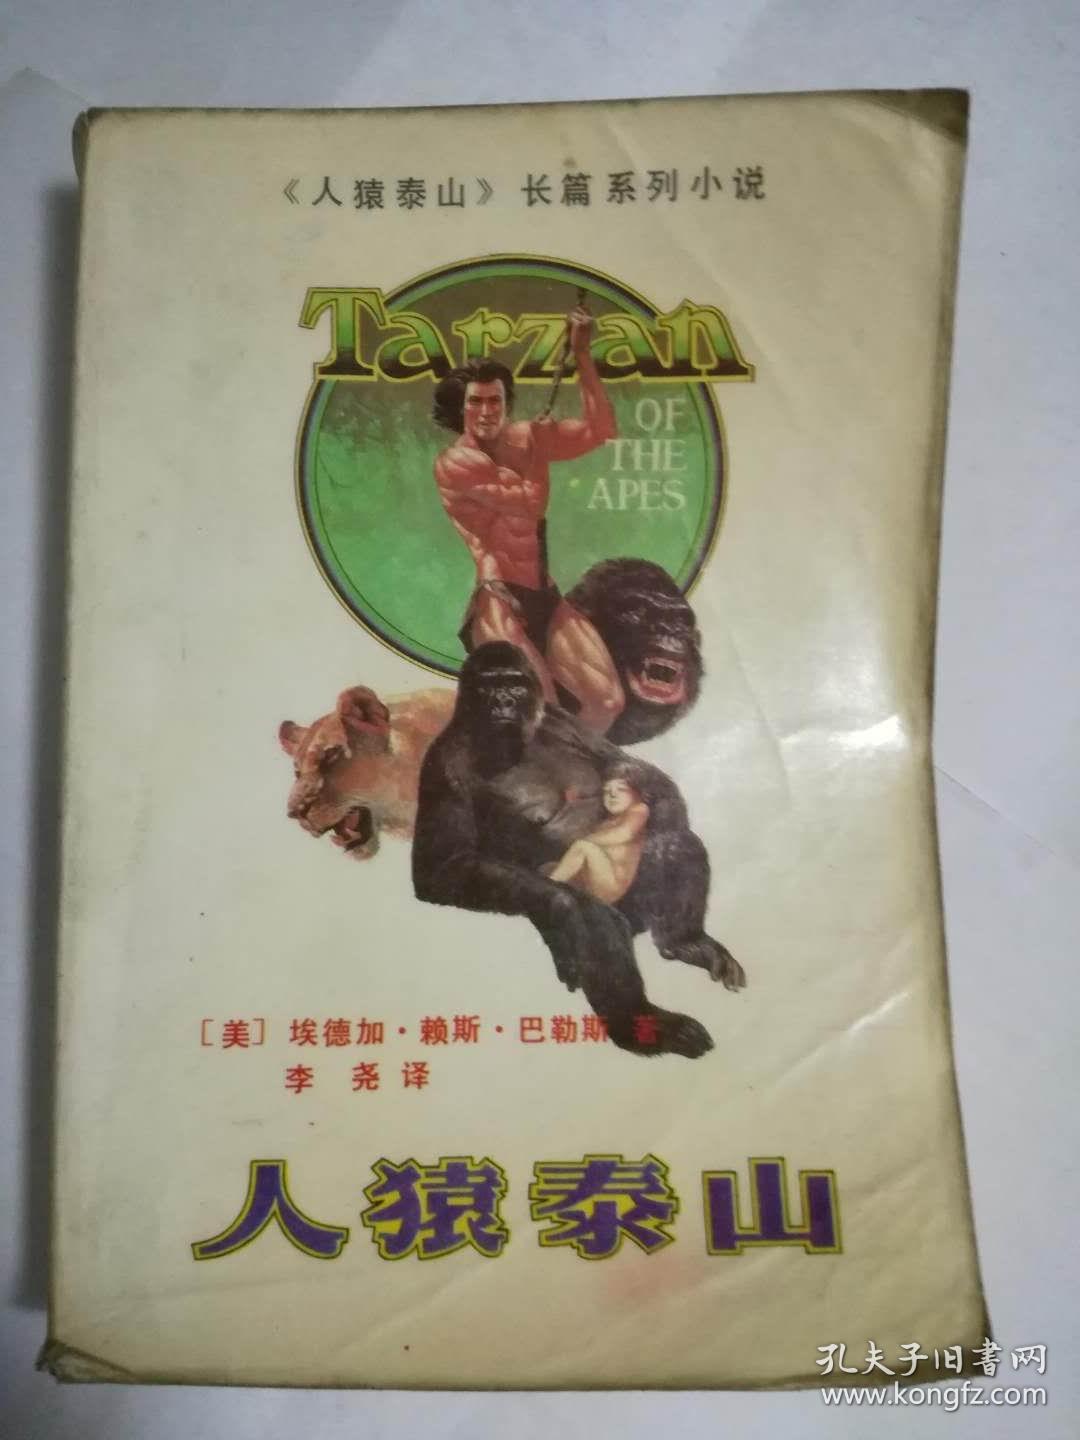 《人猿泰山》长篇系列小说
Tarzan
OF
THE
APES
［美］埃德加·赖斯·巴勒斯 著
李 尧 译
人猿泰山
孔夫子旧書网
www.kongfz.com